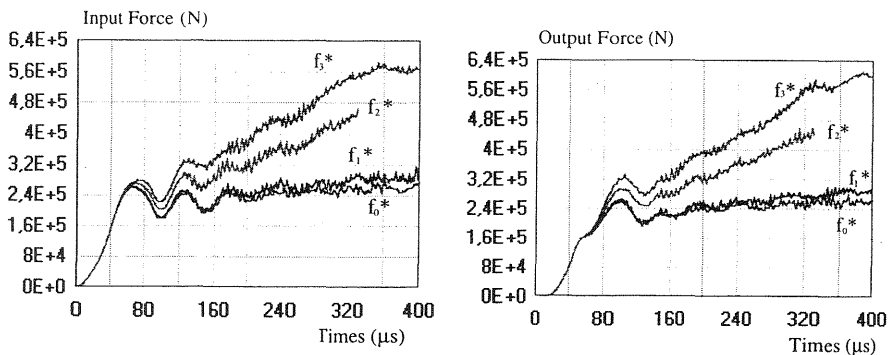 Input Force (N)
6,4E+5
5,6E+5
4,8E+5
4E+5
3,2E+5
2,4E+5
1,6E+5
8E+4
0E+0
f3*
f2*
f1*
f0*
0 80 160 240 320 400
Times (μs)
Output Force (N)
6,4E+5
5,6E+5
4,8E+5
4E+5
3,2E+5
2,4E+5
1,6E+5
8E+4
0E+0
f3*
f2*
f1*
f0*
0 80 160 240 320 400
Times (μs)